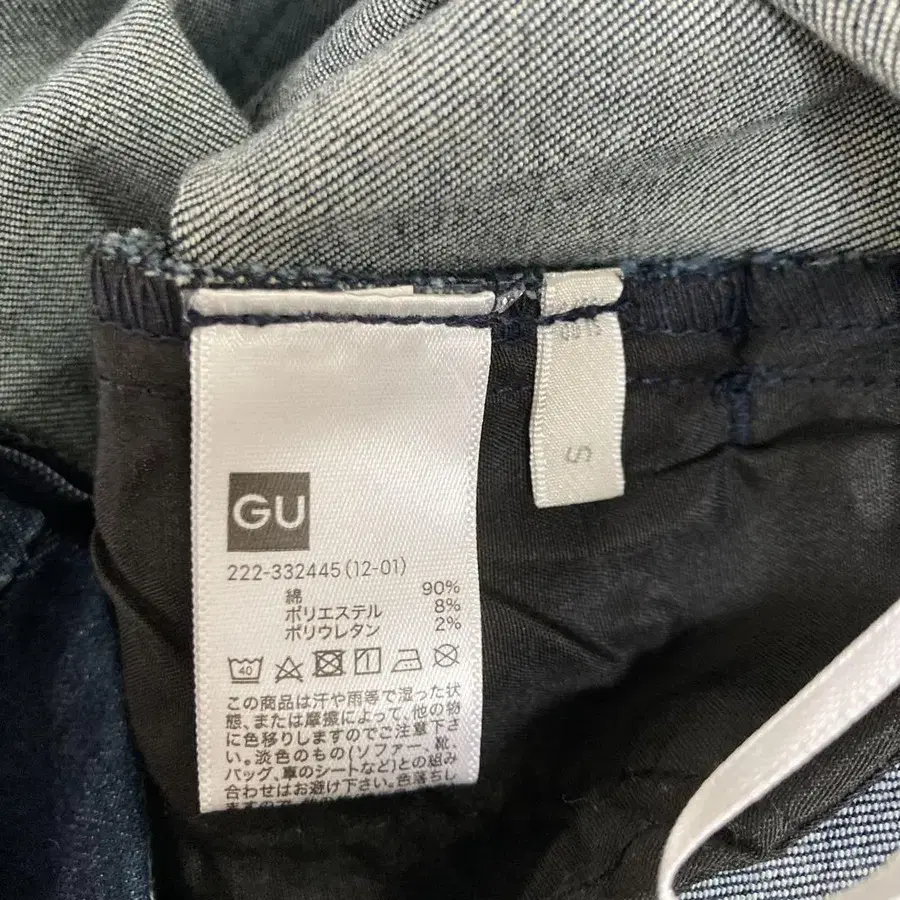 GU
222-332445(12-01)
綿 90%
ポリエステル 8%
ポリウレタン 2%
40
この商品は汗や雨等で湿った状
態、または摩擦によって、他の物
に色移りしますのでご注意下さ
い。淡色のもの(ソファー、靴、
バッグ、車のシートなど)との組み
合わせはお避け下さい。色落ちし
ますので、
S